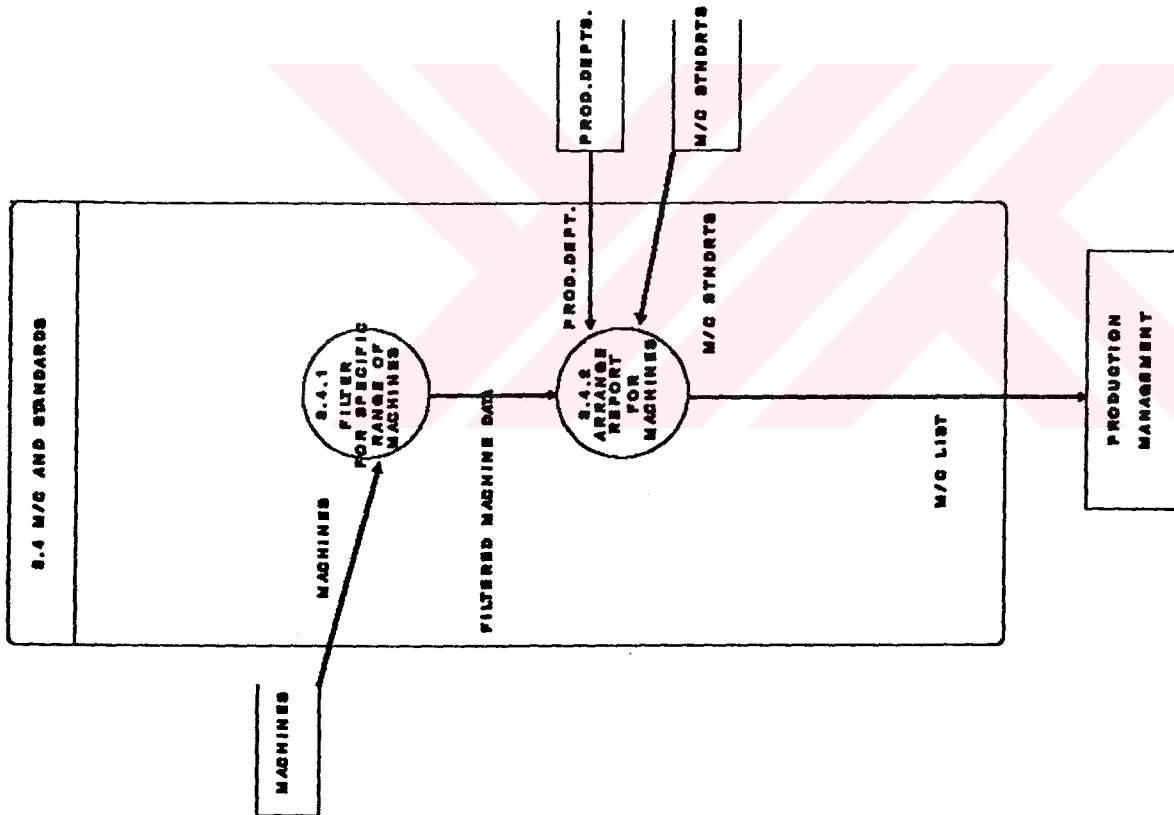 8.4 M/C AND STANDARDS
MACHINES
MACHINES
8.4.1
FILTER
FOR SPECIFIC
RANGE OF
MACHINES
FILTERED MACHINE DATA
PROD.DEPTS.
PROD.DEPT.
M/C STNDRTS
M/C STNDRTS
8.4.2
ARRANGE
REPORT
FOR
MACHINES
M/C LIST
PRODUCTION
MANAGEMENT